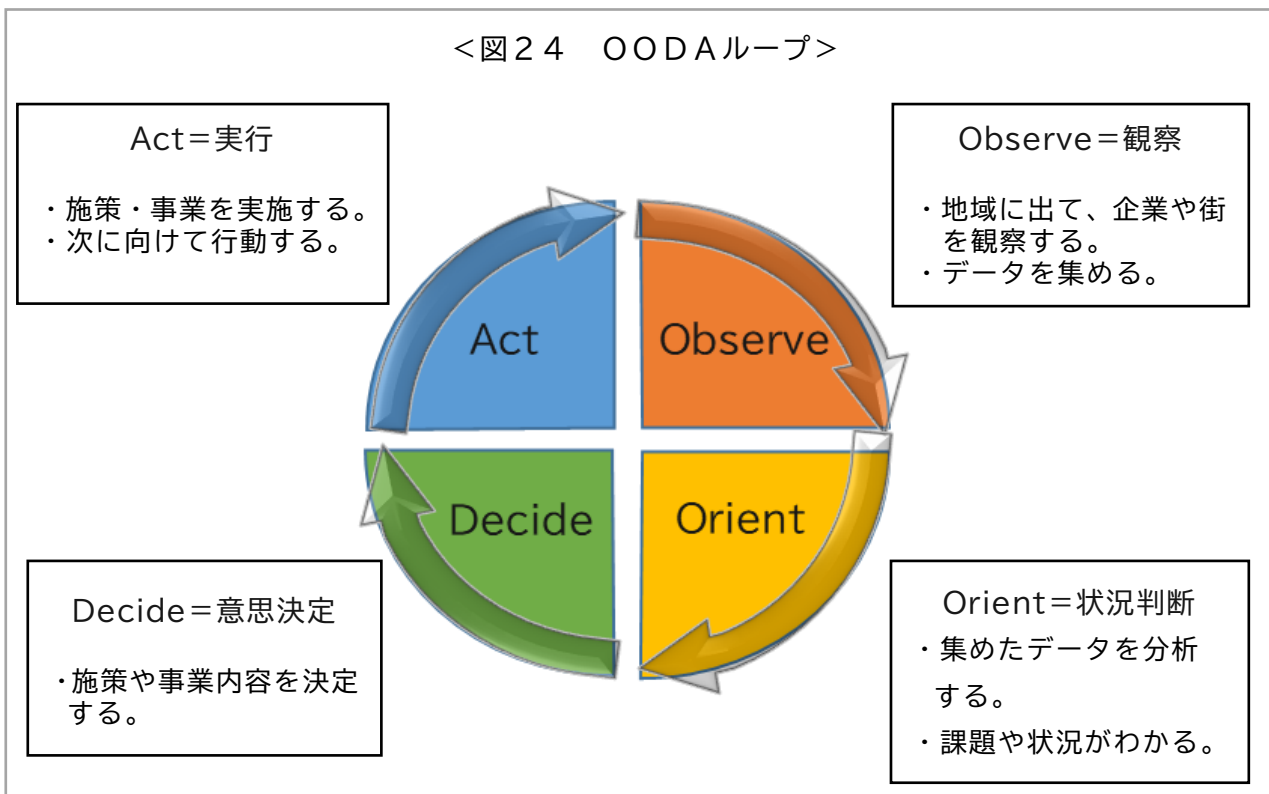 ＜図２４　ＯＯＤＡループ＞
Act＝実行
・施策・事業を実施する。
・次に向けて行動する。
Observe＝観察
・地域に出て、企業や街
を観察する。
・データを集める。
Act
Observe
Decide
Orient
Decide＝意思決定
・施策や事業内容を決定
する。
Orient＝状況判断
・集めたデータを分析
する。
・課題や状況がわかる。